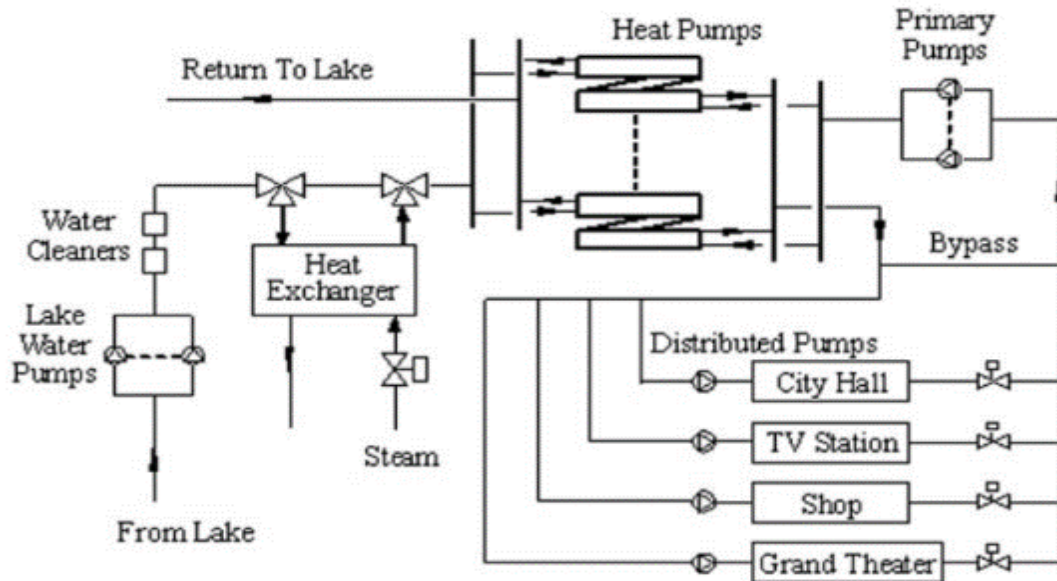 Heat Pumps
Primary
Pumps
Return To Lake
Water
Cleaners
Heat
Exchanger
Bypass
Lake
Water
Pumps
Distributed Pumps
City Hall
TV Station
Steam
Shop
From Lake
Grand Theater